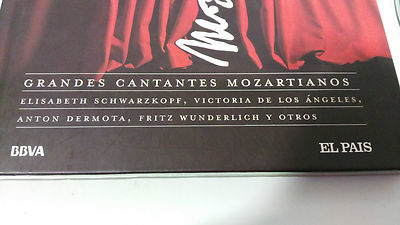 GRANDES CANTANTES MOZARTIANOS
ELISABETH SCHWARZKOPF, VICTORIA DE LOS ÁNGELES,
ANTON DERMOTA, FRITZ WUNDERLICH Y OTROS
BBVA EL PAIS